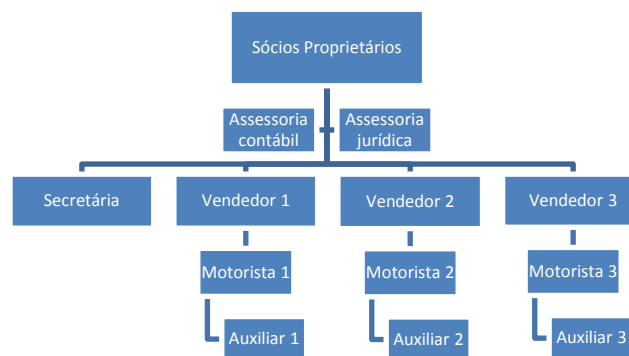 Sócios Proprietários
Assessoria
contábil
Assessoria
jurídica
Secretária
Vendedor 1
Vendedor 2
Vendedor 3
Motorista 1
Motorista 2
Motorista 3
Auxiliar 1
Auxiliar 2
Auxiliar 3